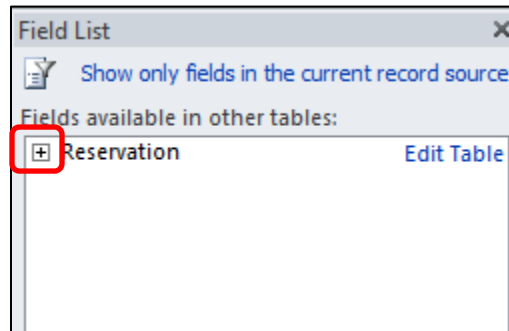 Field List
Show only fields in the current record source
Fields available in other tables:
Reservation Edit Table